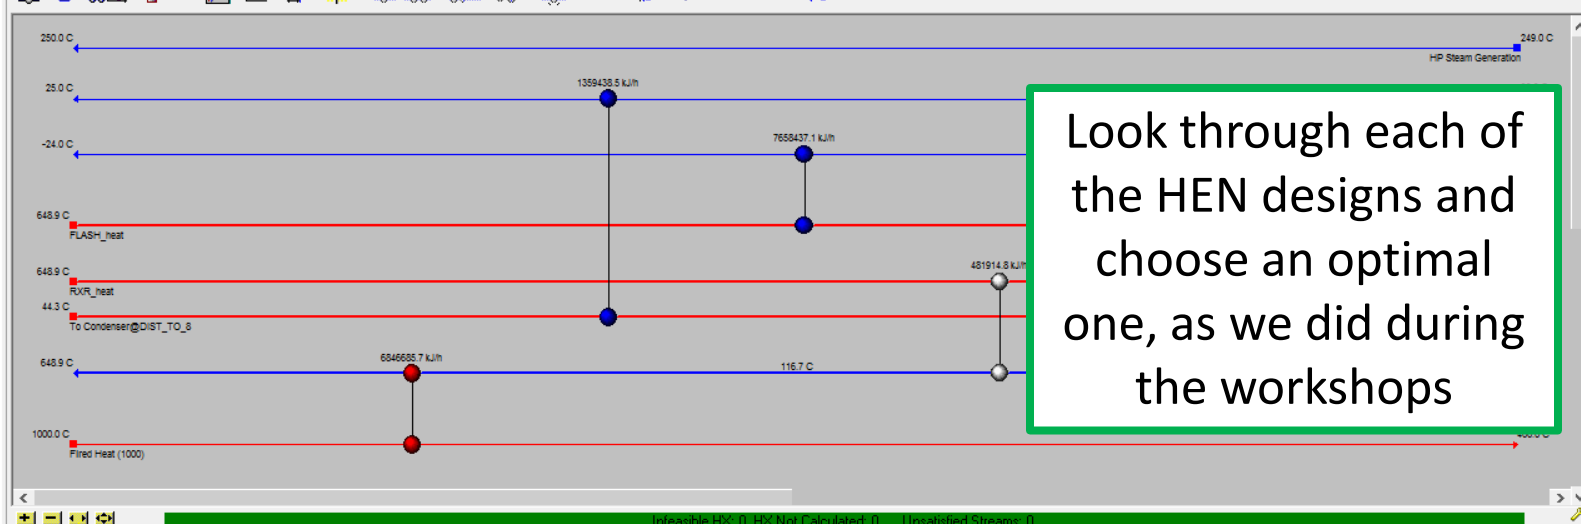 250.0 C
249.0 C
HP Steam Generation
25.0 C
1359438.5 kJ/h
-24.0 C
7658437.1 kJ/h
648.9 C
FLASH_heat
648.9 C
RXR_heat
481914.8 kJ/h
44.3 C
To Condenser@DIST_TO_8
648.9 C
6846685.7 kJ/h
116.7 C
1000.0 C
Fired Heat (1000)
Look through each of
the HEN designs and
choose an optimal
one, as we did during
the workshops
Infeasible HX: 0 HX Not Calculated: 0 Unsatisfied Streams: 0